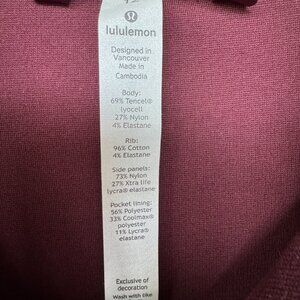 lululemon
Designed in
Vancouver
Made in
Cambodia
Body:
69% Tencel®
lyocell
27% Nylon
4% Elastane
Rib:
96% Cotton
4% Elastane
Side panels:
73% Nylon
27% Xtra life
lycra® elastane
Pocket lining:
56% Polyester
33% Coolmax®
polyester
11% Lycra®
elastane
Exclusive of
decoration
Wash with like